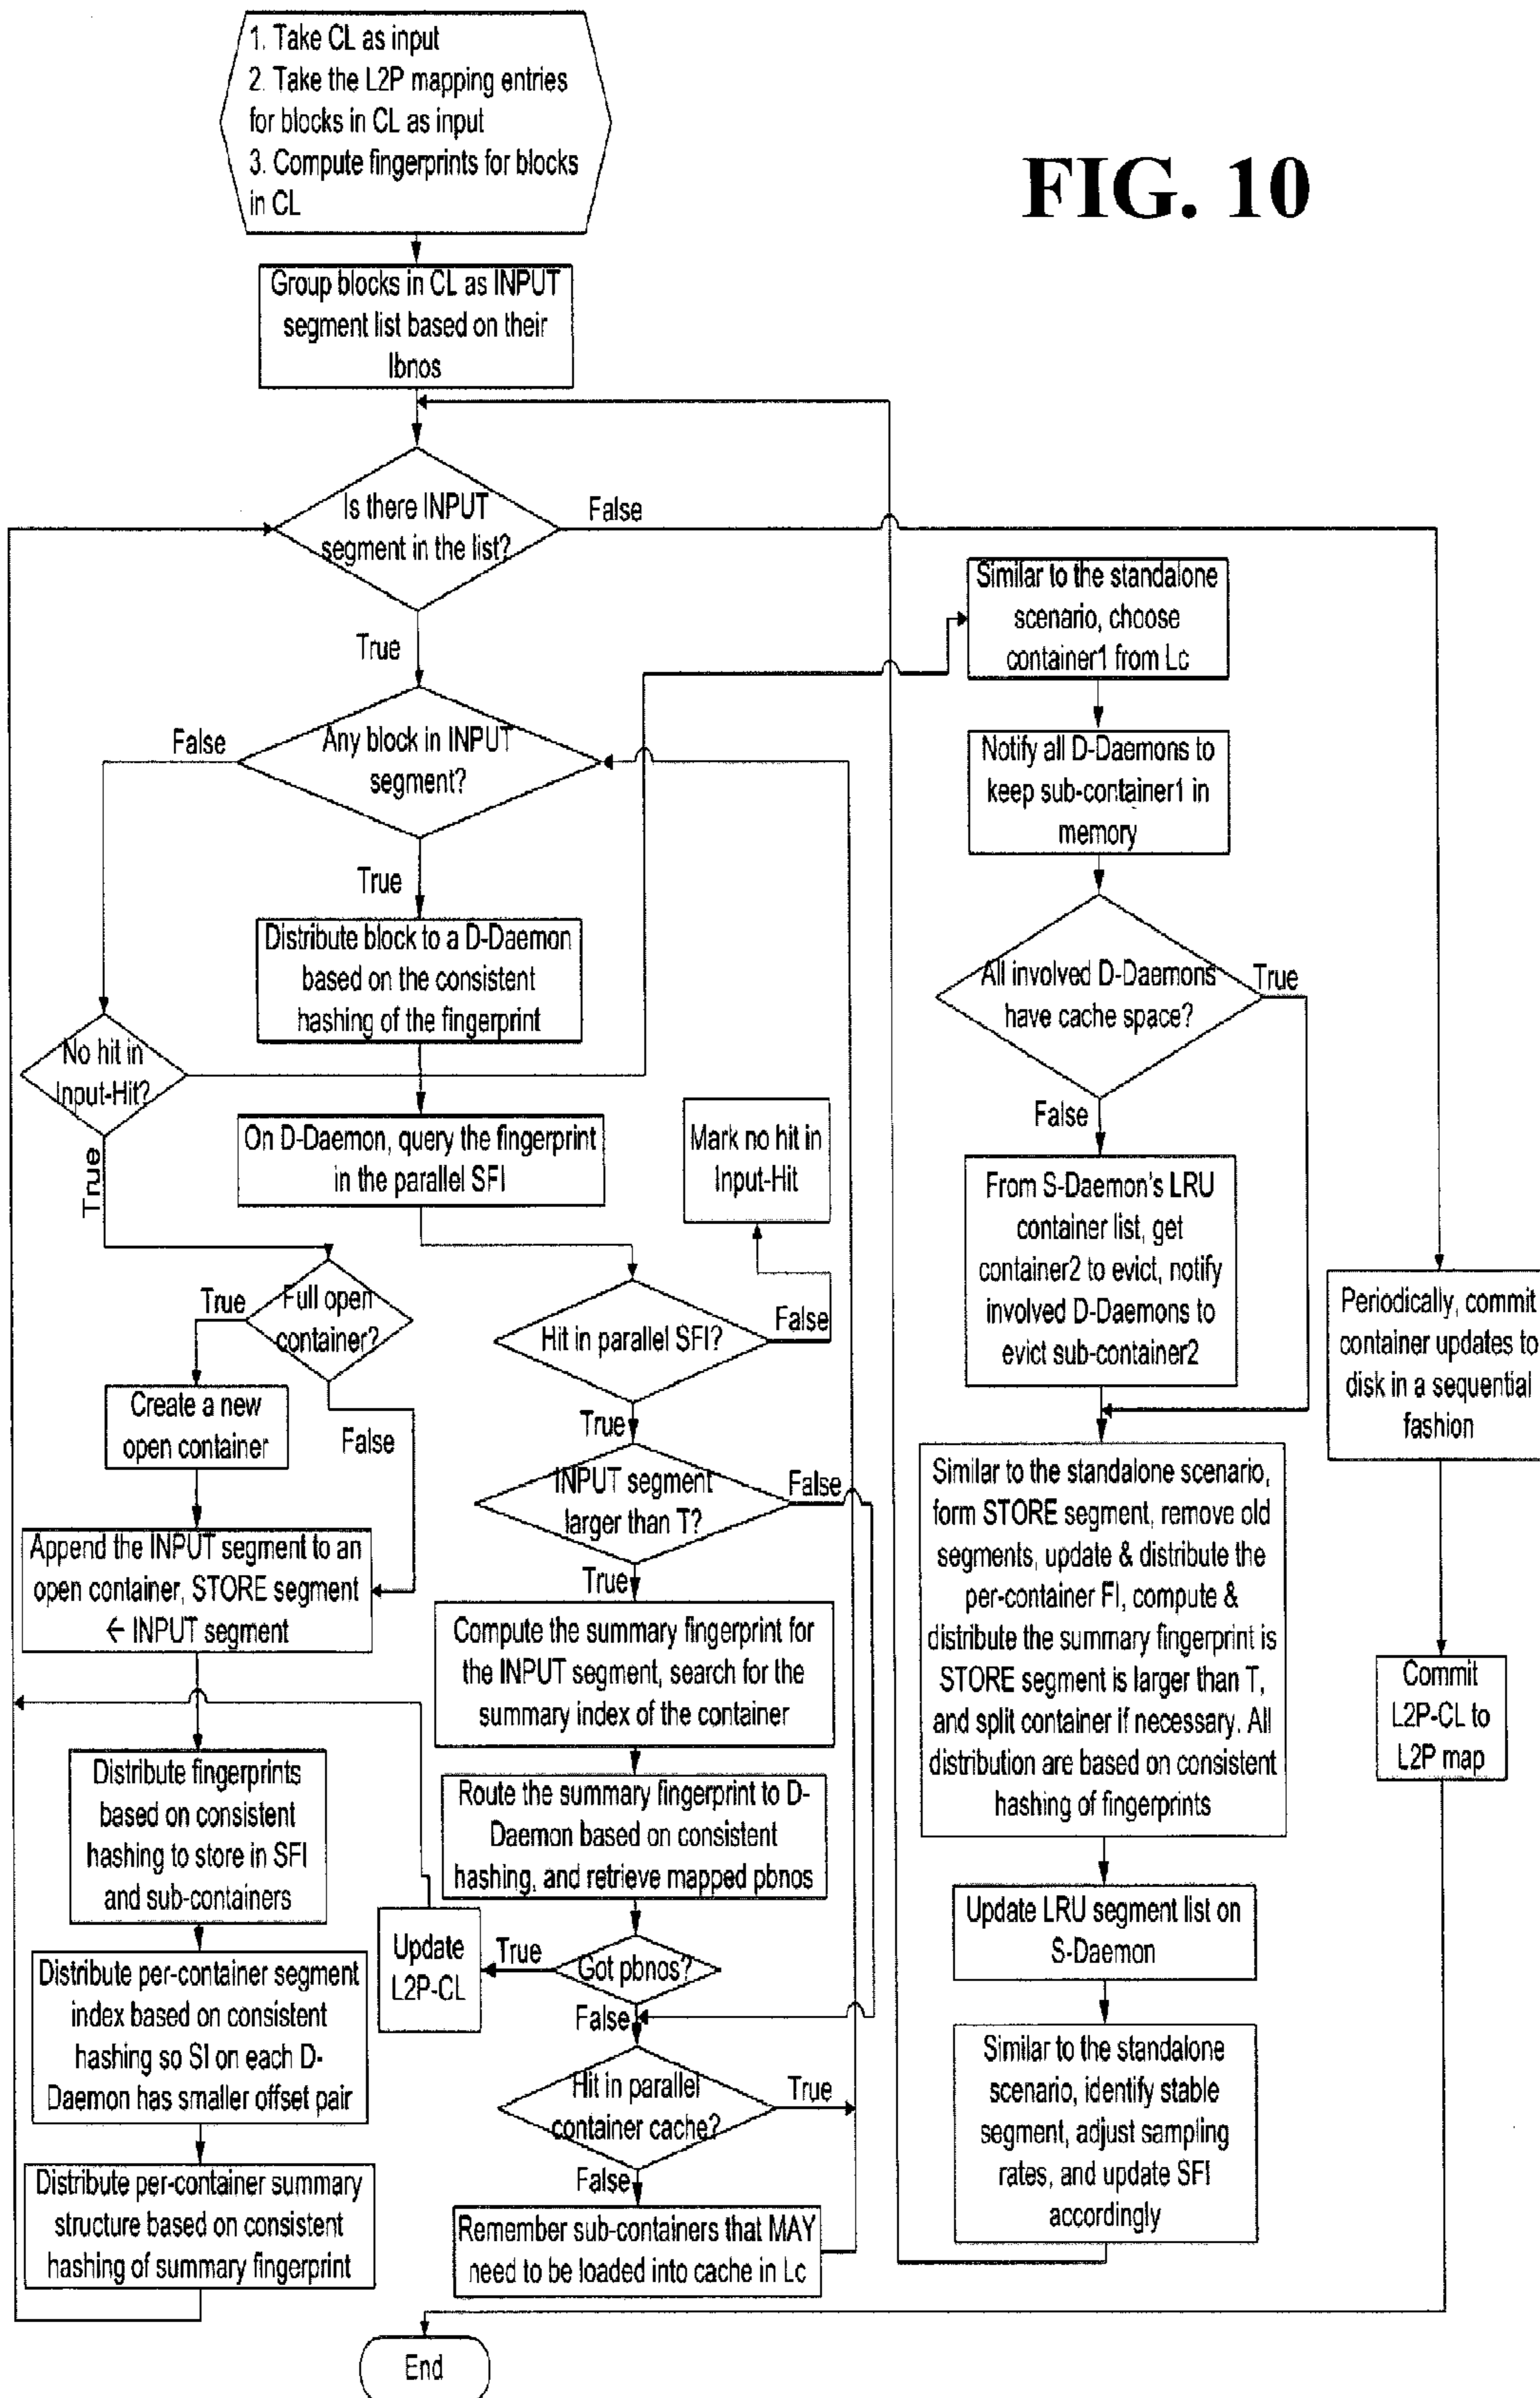 1. Take CL as input
2. Take the L2P mapping entries
for blocks in CL as input
3. Compute fingerprints for blocks
in CL
FIG. 10
Group blocks in CL as INPUT
segment list based on their
lbnos
Is there INPUT
segment in the list?
False
True
Any block in INPUT
segment?
False
True
Distribute block to a D-Daemon
based on the consistent
hashing of the fingerprint
No hit in
Input-Hit?
True
On D-Daemon, query the fingerprint
in the parallel SFI
Mark no hit in
Input-Hit
Full open
container?
True
False
Create a new
open container
Append the INPUT segment to an
open container, STORE segment
← INPUT segment
Distribute fingerprints
based on consistent
hashing to store in SFI
and sub-containers
Distribute per-container segment
index based on consistent
hashing so SI on each D-
Daemon has smaller offset pair
Distribute per-container summary
structure based on consistent
hashing of summary fingerprint
Hit in parallel SFI?
False
True
INPUT segment
larger than T?
False
True
Compute the summary fingerprint for
the INPUT segment, search for the
summary index of the container
Route the summary fingerprint to D-
Daemon based on consistent
hashing, and retrieve mapped pbnos
Got pbnos?
True
Update
L2P-CL
False
Hit in parallel
container cache?
True
False
Remember sub-containers that MAY
need to be loaded into cache in Lc
Similar to the standalone
scenario, choose
container1 from Lc
Notify all D-Daemons to
keep sub-container1 in
memory
All involved D-Daemons
have cache space?
True
False
From S-Daemon's LRU
container list, get
container2 to evict, notify
involved D-Daemons to
evict sub-container2
Similar to the standalone scenario,
form STORE segment, remove old
segments, update & distribute the
per-container FI, compute &
distribute the summary fingerprint is
STORE segment is larger than T,
and split container if necessary. All
distribution are based on consistent
hashing of fingerprints
Update LRU segment list on
S-Daemon
Similar to the standalone
scenario, identify stable
segment, adjust sampling
rates, and update SFI
accordingly
Periodically, commit
container updates to
disk in a sequential
fashion
Commit
L2P-CL to
L2P map
End